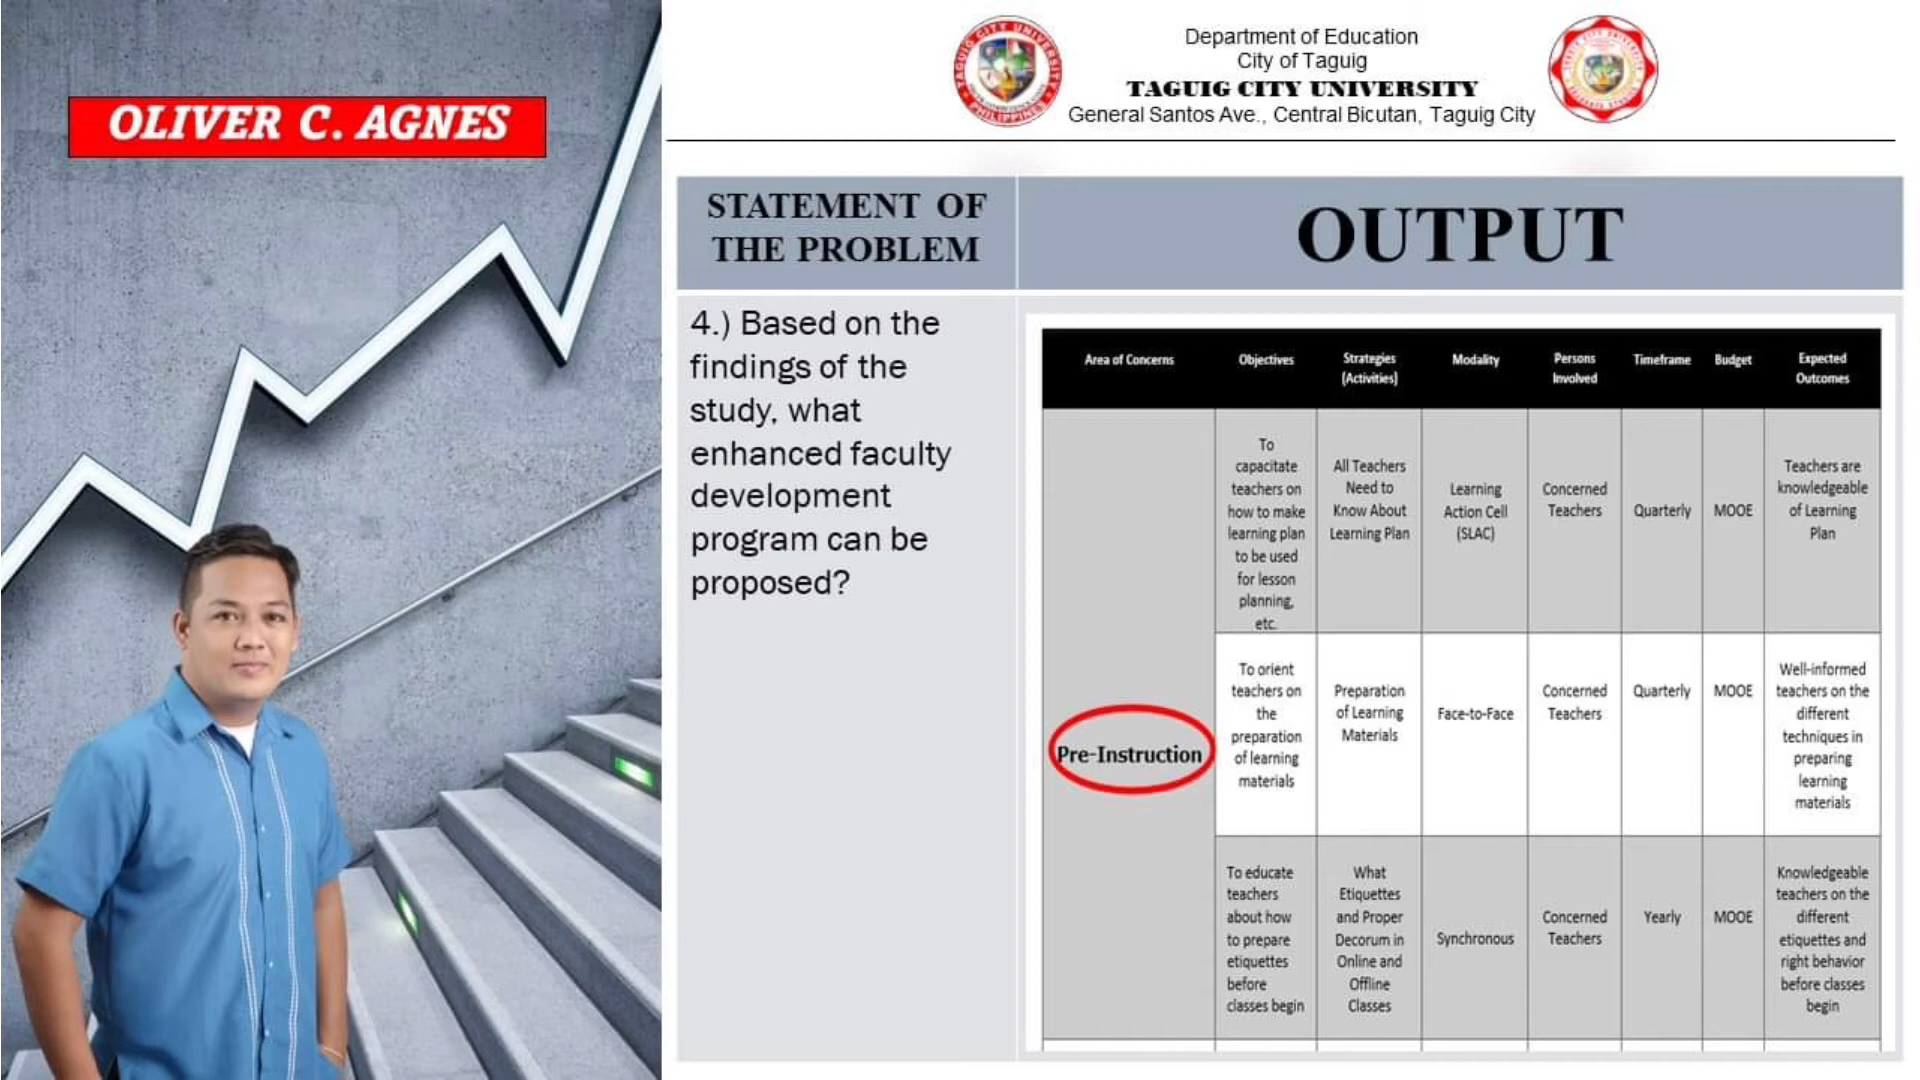 OLIVER C. AGNES
Department of Education
City of Taguig
TAGUIG CITY UNIVERSITY
General Santos Ave., Central Bicutan, Taguig City
TAGUIG CITY UNIVERSITY
PHILIPPINES
STATEMENT OF
THE PROBLEM
OUTPUT
4.) Based on the
findings of the
study, what
enhanced faculty
development
program can be
proposed?
Area of Concerns
Objectives
Strategies
(Activities)
Modality
Persons
Involved
Timeframe
Budget
Expected
Outcomes
Pre-Instruction
To
capacitate
teachers on
how to make
learning plan
to be used
for lesson
planning,
etc.
All Teachers
Need to
Know About
Learning Plan
Learning
Action Cell
(SLAC)
Concerned
Teachers
Quarterly
MOOE
Teachers are
knowledgeable
of Learning
Plan
To orient
teachers on
the
preparation
of learning
materials
Preparation
of Learning
Materials
Face-to-Face
Concerned
Teachers
Quarterly
MOOE
Well-informed
teachers on the
different
techniques in
preparing
learning
materials
To educate
teachers
about how
to prepare
etiquettes
before
classes begin
What
Etiquettes
and Proper
Decorum in
Online and
Offline
Classes
Synchronous
Concerned
Teachers
Yearly
MOOE
Knowledgeable
teachers on the
different
etiquettes and
right behavior
before classes
begin